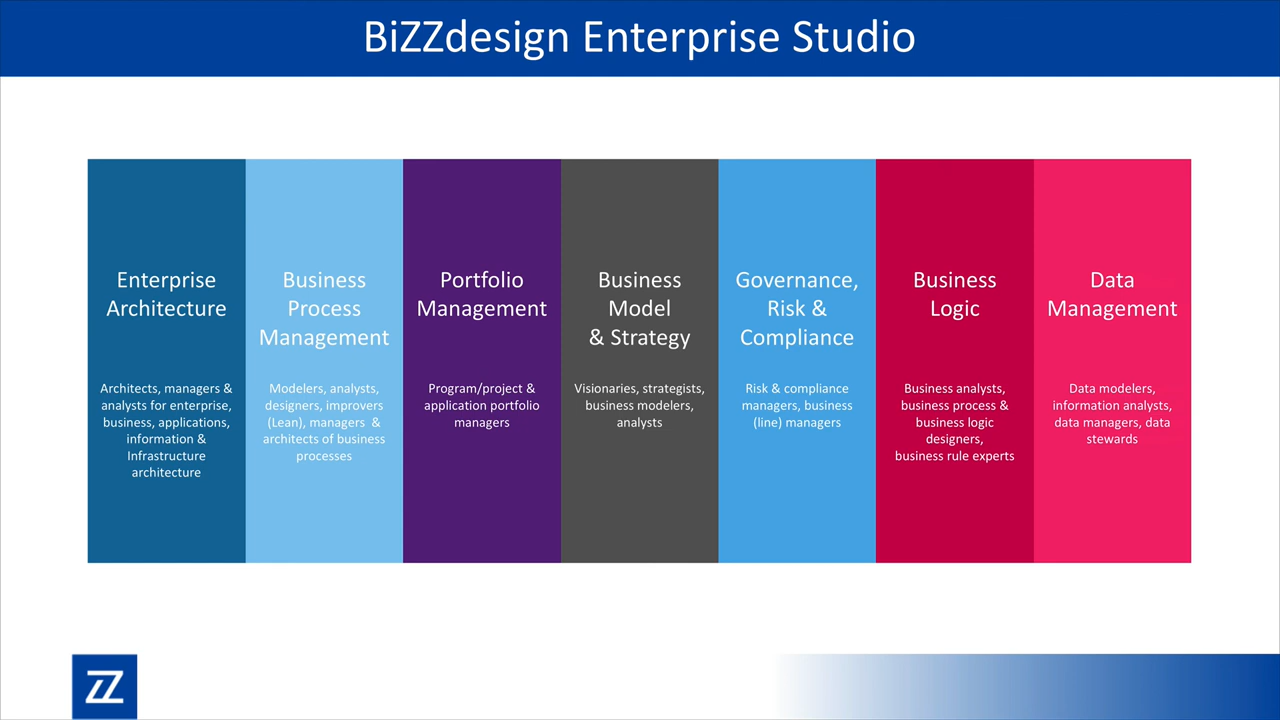 BiZZdesign Enterprise Studio
Enterprise
Architecture
Architects, managers &
analysts for enterprise,
business, applications,
information &
Infrastructure
architecture
Business
Process
Management
Modelers, analysts,
designers, improvers
(Lean), managers &
architects of business
processes
Portfolio
Management
Program/project &
application portfolio
managers
Business
Model
& Strategy
Visionaries, strategists,
business modelers,
analysts
Governance,
Risk &
Compliance
Risk & compliance
managers, business
(line) managers
Business
Logic
Business analysts,
business process &
business logic
designers,
business rule experts
Data
Management
Data modelers,
information analysts,
data managers, data
stewards
ZZ